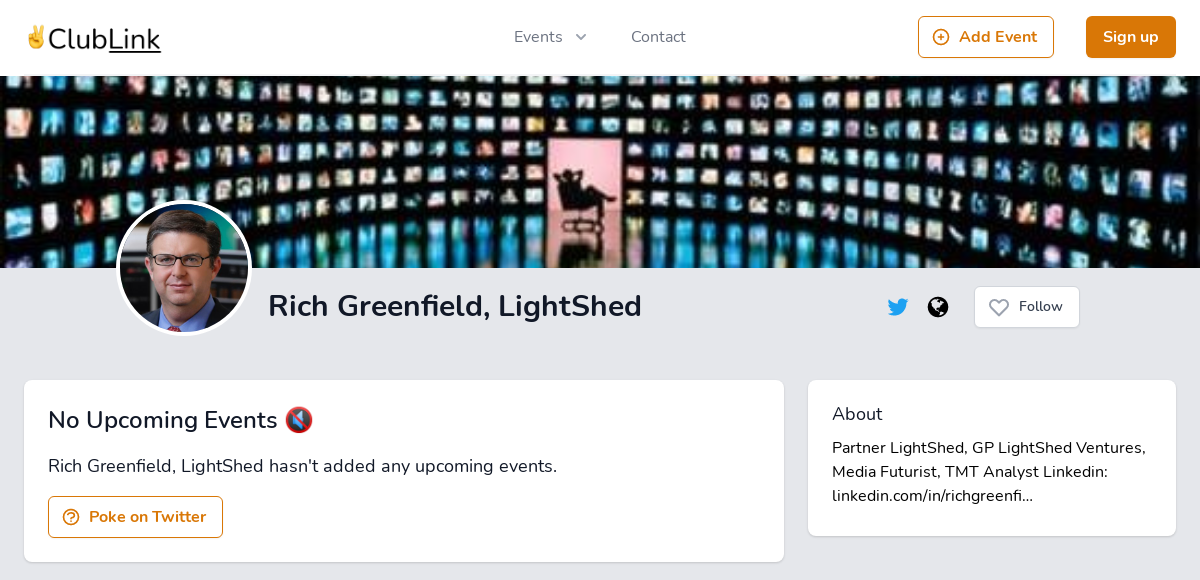 ✌️ClubLink
Events
Contact
Add Event
Sign up
Rich Greenfield, LightShed
Follow
No Upcoming Events 🔇
Rich Greenfield, LightShed hasn't added any upcoming events.
Poke on Twitter
About
Partner LightShed, GP LightShed Ventures,
Media Futurist, TMT Analyst Linkedin:
linkedin.com/in/richgreenfi…